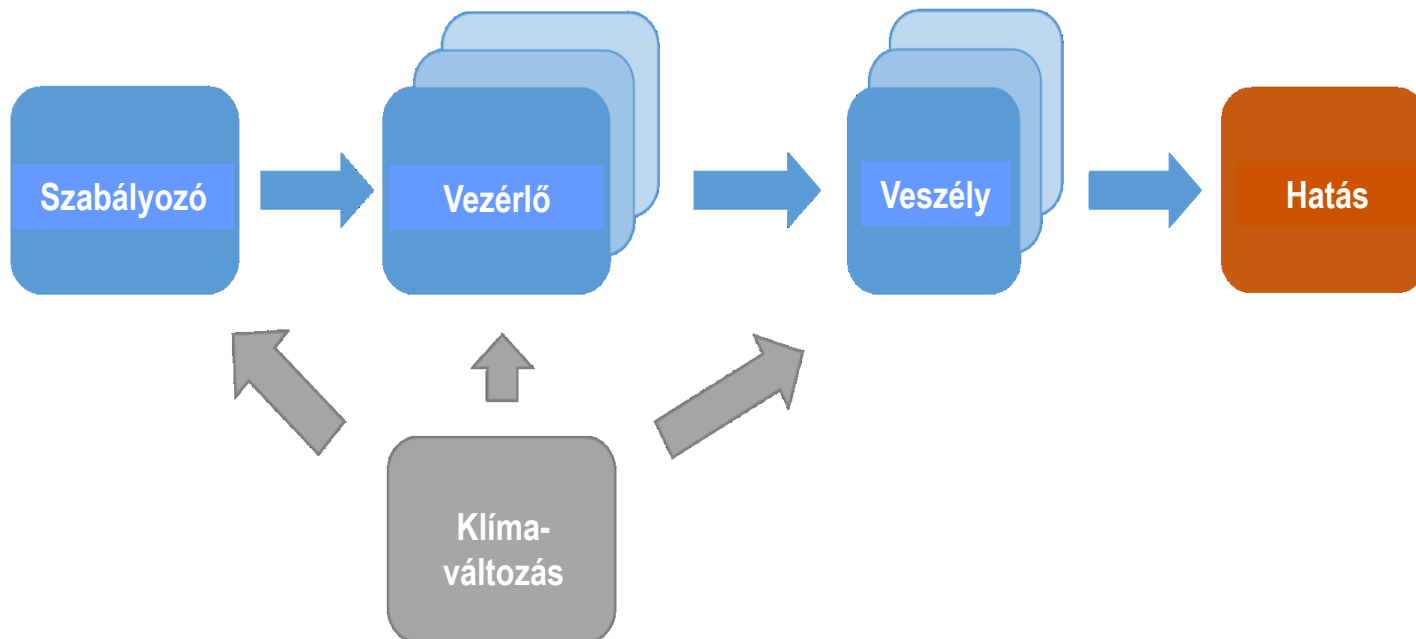 Szabályozó
Vezérlő
Veszély
Hatás
Klíma-
változás